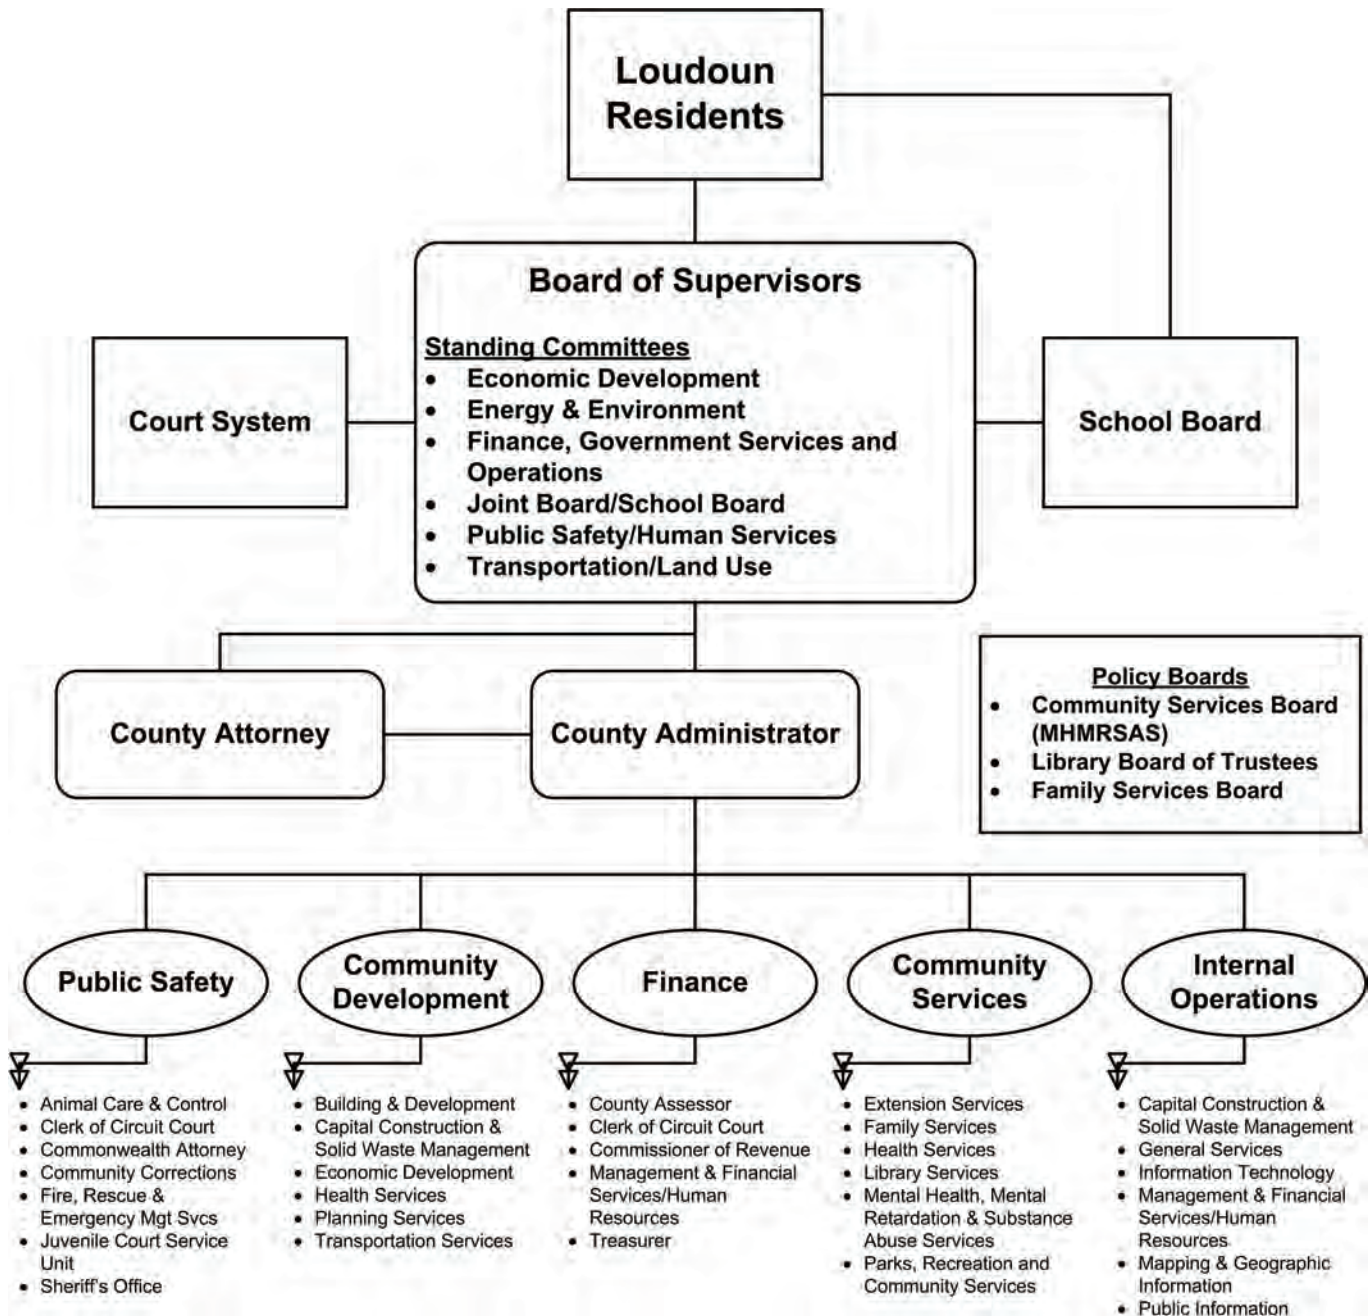 Loudoun
Residents
Board of Supervisors
Standing Committees
• Economic Development
• Energy & Environment
• Finance, Government Services and
Operations
• Joint Board/School Board
• Public Safety/Human Services
• Transportation/Land Use
Court System
School Board
County Attorney
County Administrator
Policy Boards
• Community Services Board
(MHMRSAS)
• Library Board of Trustees
• Family Services Board
Public Safety
Community
Development
Finance
Community
Services
Internal
Operations
• Animal Care & Control
• Clerk of Circuit Court
• Commonwealth Attorney
• Community Corrections
• Fire, Rescue &
Emergency Mgt Svcs
• Juvenile Court Service
Unit
• Sheriff's Office
• Building & Development
• Capital Construction &
Solid Waste Management
• Economic Development
• Health Services
• Planning Services
• Transportation Services
• County Assessor
• Clerk of Circuit Court
• Commissioner of Revenue
• Management & Financial
Services/Human
Resources
• Treasurer
• Extension Services
• Family Services
• Health Services
• Library Services
• Mental Health, Mental
Retardation & Substance
Abuse Services
• Parks, Recreation and
Community Services
• Capital Construction &
Solid Waste Management
• General Services
• Information Technology
• Management & Financial
Services/Human
Resources
• Mapping & Geographic
Information
• Public Information